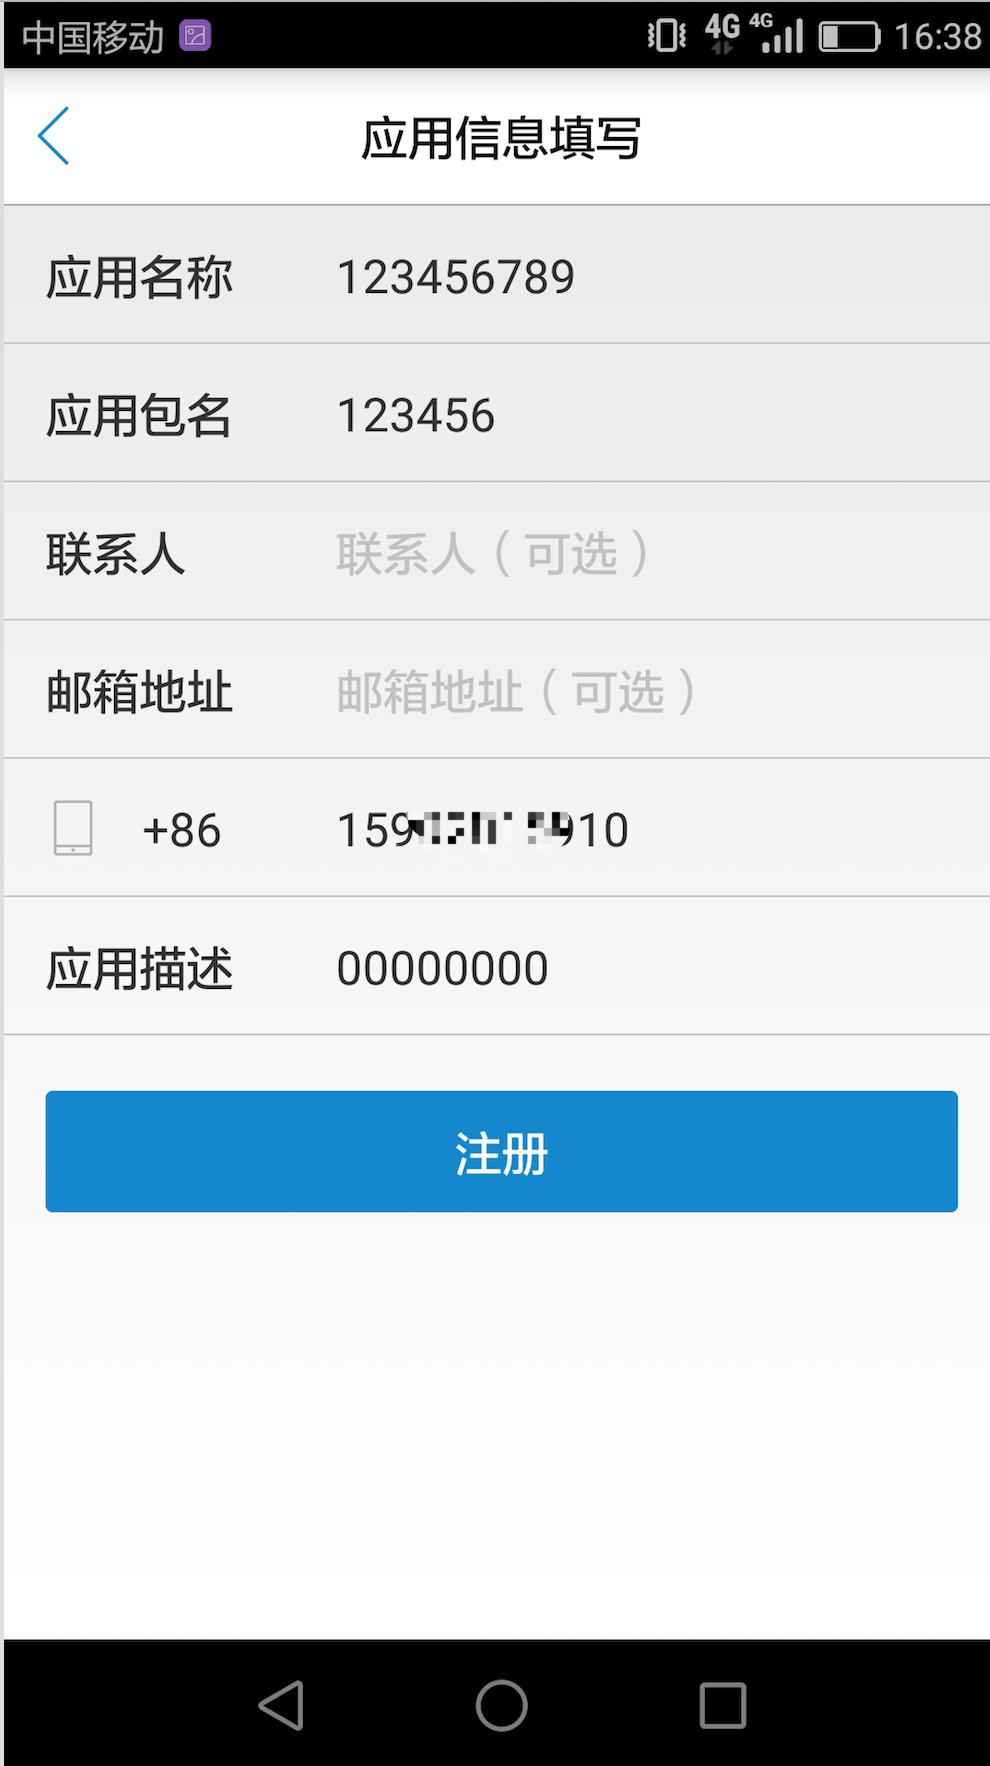 中国移动 4G 4G 16:38
应用信息填写
应用名称 123456789
应用包名 123456
联系人 联系人（可选）
邮箱地址 邮箱地址（可选）
+86 159 910
应用描述 00000000
注册